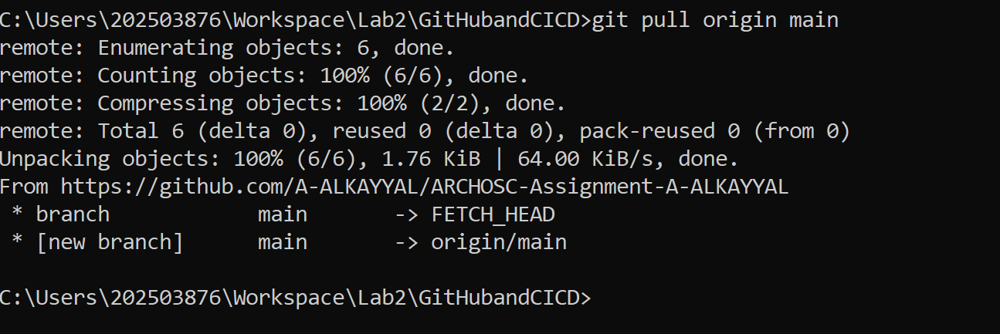 C:\Users\202503876\Workspace\Lab2\GitHubandCICD>git pull origin main
remote: Enumerating objects: 6, done.
remote: Counting objects: 100% (6/6), done.
remote: Compressing objects: 100% (2/2), done.
remote: Total 6 (delta 0), reused 0 (delta 0), pack-reused 0 (from 0)
Unpacking objects: 100% (6/6), 1.76 KiB | 64.00 KiB/s, done.
From https://github.com/A-ALKAYYAL/ARCHOSC-Assignment-A-ALKAYYAL
 * branch            main       -> FETCH_HEAD
 * [new branch]      main       -> origin/main
C:\Users\202503876\Workspace\Lab2\GitHubandCICD>